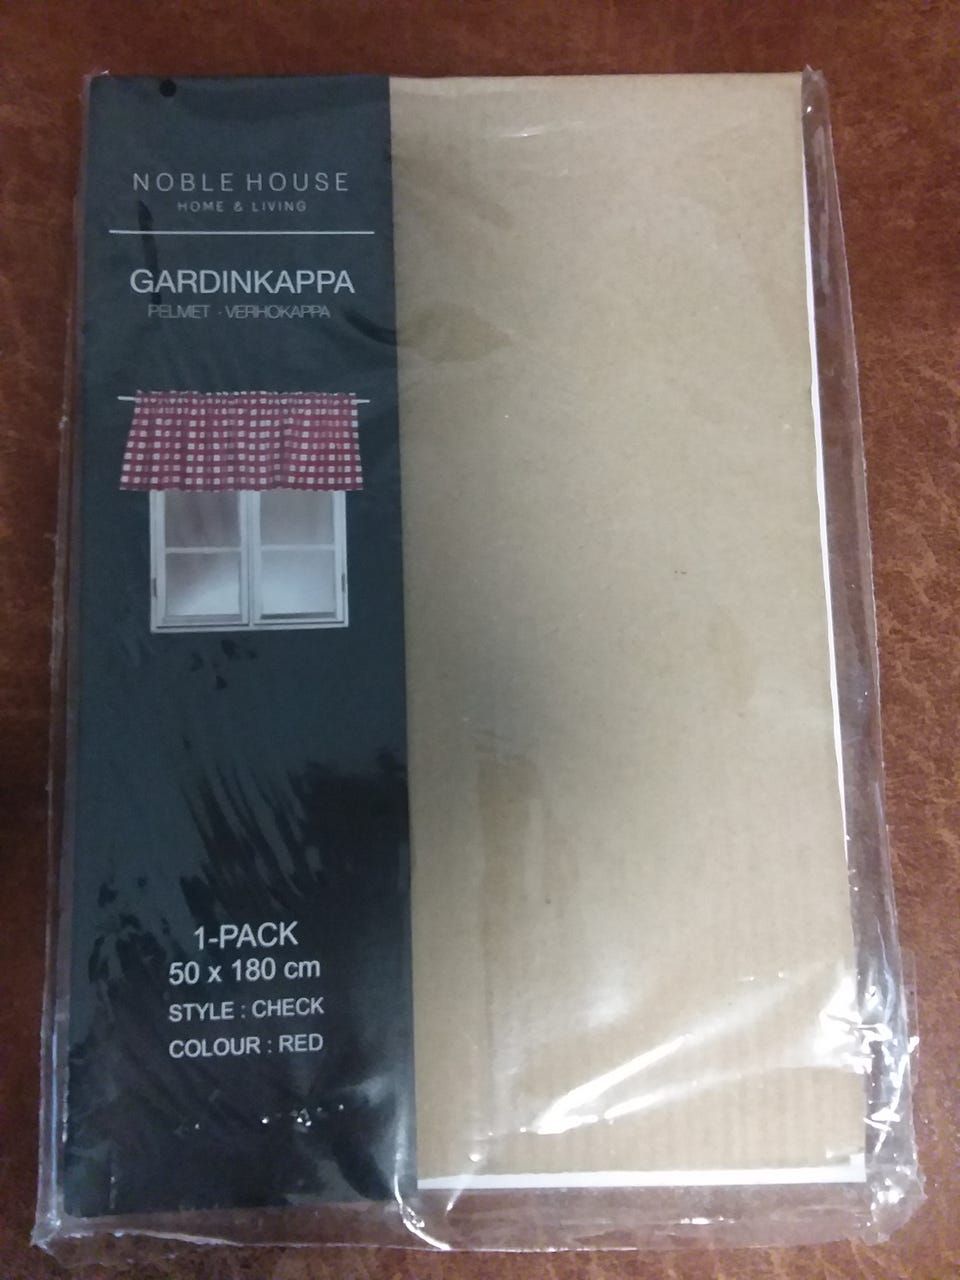 NOBLE HOUSE
HOME & LIVING
GARDINKAPPA
PELMET · VERHOKAPPA
1-PACK
50 x 180 cm
STYLE : CHECK
COLOUR : RED